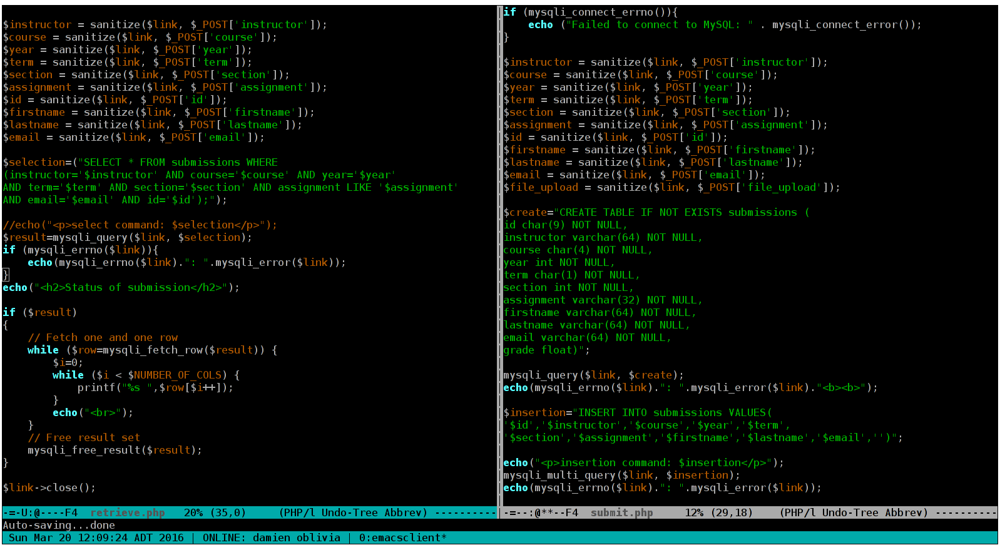 $instructor = sanitize($link, $_POST['instructor']);
$course = sanitize($link, $_POST['course']);
$year = sanitize($link, $_POST['year']);
$term = sanitize($link, $_POST['term']);
$section = sanitize($link, $_POST['section']);
$assignment = sanitize($link, $_POST['assignment']);
$id = sanitize($link, $_POST['id']);
$firstname = sanitize($link, $_POST['firstname']);
$lastname = sanitize($link, $_POST['lastname']);
$email = sanitize($link, $_POST['email']);

$selection=("SELECT * FROM submissions WHERE
(instructor='$instructor' AND course='$course' AND year='$year'
AND term='$term' AND section='$section' AND assignment LIKE '$assignment'
AND email='$email' AND id='$id');");

//echo("<p>select command: $selection</p>");
$result=mysqli_query($link, $selection);
if (mysqli_errno($link)){
    echo(mysqli_errno($link).": ".mysqli_error($link));
}
echo("<h2>Status of submission</h2>");

if ($result)
{
    // Fetch one and one row
    while ($row=mysqli_fetch_row($result)) {
        $i=0;
        while ($i < $NUMBER_OF_COLS) {
            printf("%s ",$row[$i++]);
        }
        echo("<br>");
    }
    // Free result set
    mysqli_free_result($result);
}

$link->close();

-=-U:@----F4  retrieve.php   20% (35,0)     (PHP/l Undo-Tree Abbrev) ----------
if (mysqli_connect_errno()){
    echo ("Failed to connect to MySQL: " . mysqli_connect_error());
}

$instructor = sanitize($link, $_POST['instructor']);
$course = sanitize($link, $_POST['course']);
$year = sanitize($link, $_POST['year']);
$term = sanitize($link, $_POST['term']);
$section = sanitize($link, $_POST['section']);
$assignment = sanitize($link, $_POST['assignment']);
$id = sanitize($link, $_POST['id']);
$firstname = sanitize($link, $_POST['firstname']);
$lastname = sanitize($link, $_POST['lastname']);
$email = sanitize($link, $_POST['email']);
$file_upload = sanitize($link, $_POST['file_upload']);

$create="CREATE TABLE IF NOT EXISTS submissions (
id char(9) NOT NULL,
instructor varchar(64) NOT NULL,
course char(4) NOT NULL,
year int NOT NULL,
term char(1) NOT NULL,
section int NOT NULL,
assignment varchar(32) NOT NULL,
firstname varchar(64) NOT NULL,
lastname varchar(64) NOT NULL,
email varchar(64) NOT NULL,
grade float)";

mysqli_query($link, $create);
echo(mysqli_errno($link).": ".mysqli_error($link)."<b><b>");

$insertion="INSERT INTO submissions VALUES(
'$id','$instructor','$course','$year','$term',
'$section','$assignment','$firstname','$lastname','$email','')";

echo("<p>insertion command: $insertion</p>");
mysqli_multi_query($link, $insertion);
echo(mysqli_errno($link).": ".mysqli_error($link));

-=--:@**--F4  submit.php     12% (29,18)    (PHP/l Undo-Tree Abbrev) ----------
Auto-saving...done
Sun Mar 20 12:09:24 ADT 2016 | ONLINE: damien oblivia | 0:emacsclient*